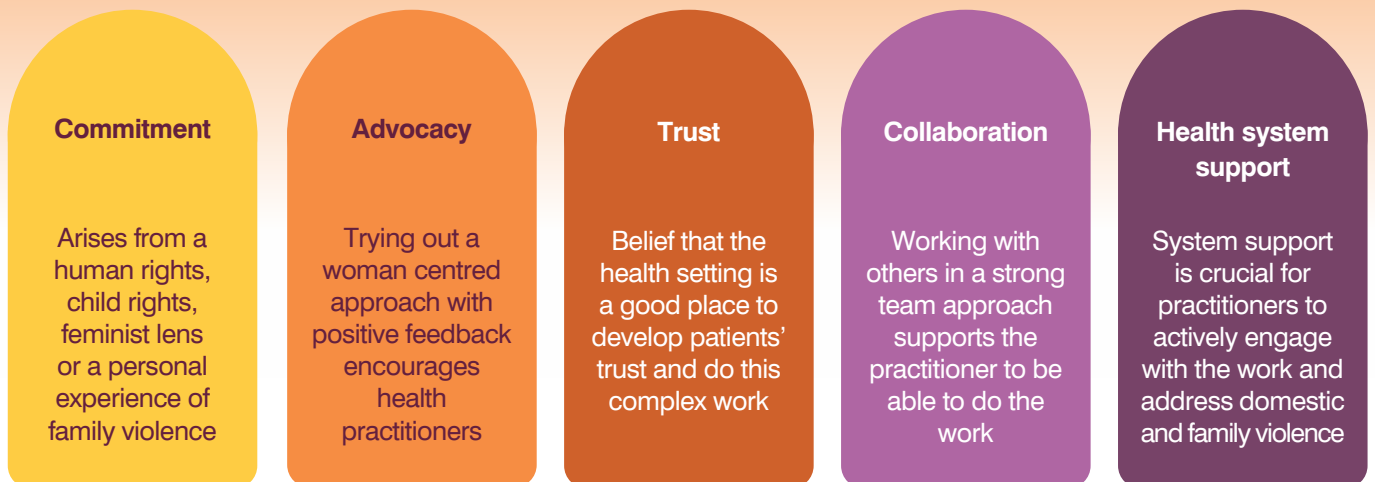 Commitment
Arises from a
human rights,
child rights,
feminist lens
or a personal
experience of
family violence
Advocacy
Trying out a
woman centred
approach with
positive feedback
encourages
health
practitioners
Trust
Belief that the
health setting is
a good place to
develop patients’
trust and do this
complex work
Collaboration
Working with
others in a strong
team approach
supports the
practitioner to be
able to do the
work
Health system
support
System support
is crucial for
practitioners to
actively engage
with the work and
address domestic
and family violence